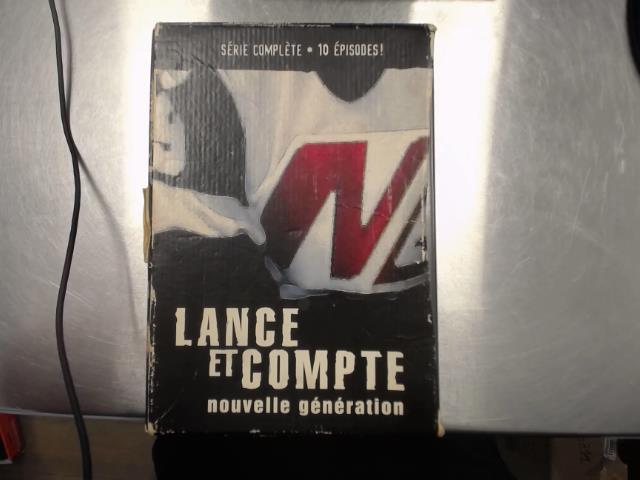 SÉRIE COMPLÈTE • 10 ÉPISODES!
N
LANCE
ET COMPTE
nouvelle génération